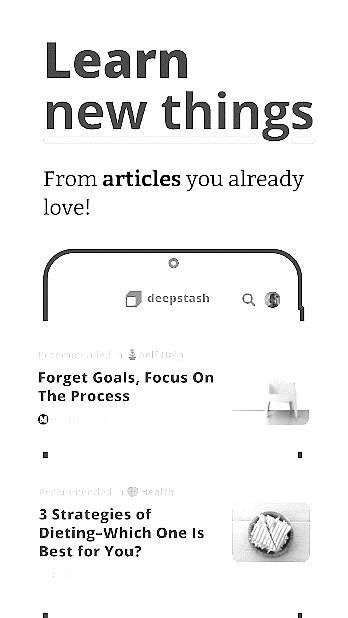 Learn
new things
From articles you already
love!
deepstash
Recommended in Self Help
Forget Goals, Focus On
The Process
Recommended in Health
3 Strategies of
Dieting–Which One Is
Best for You?